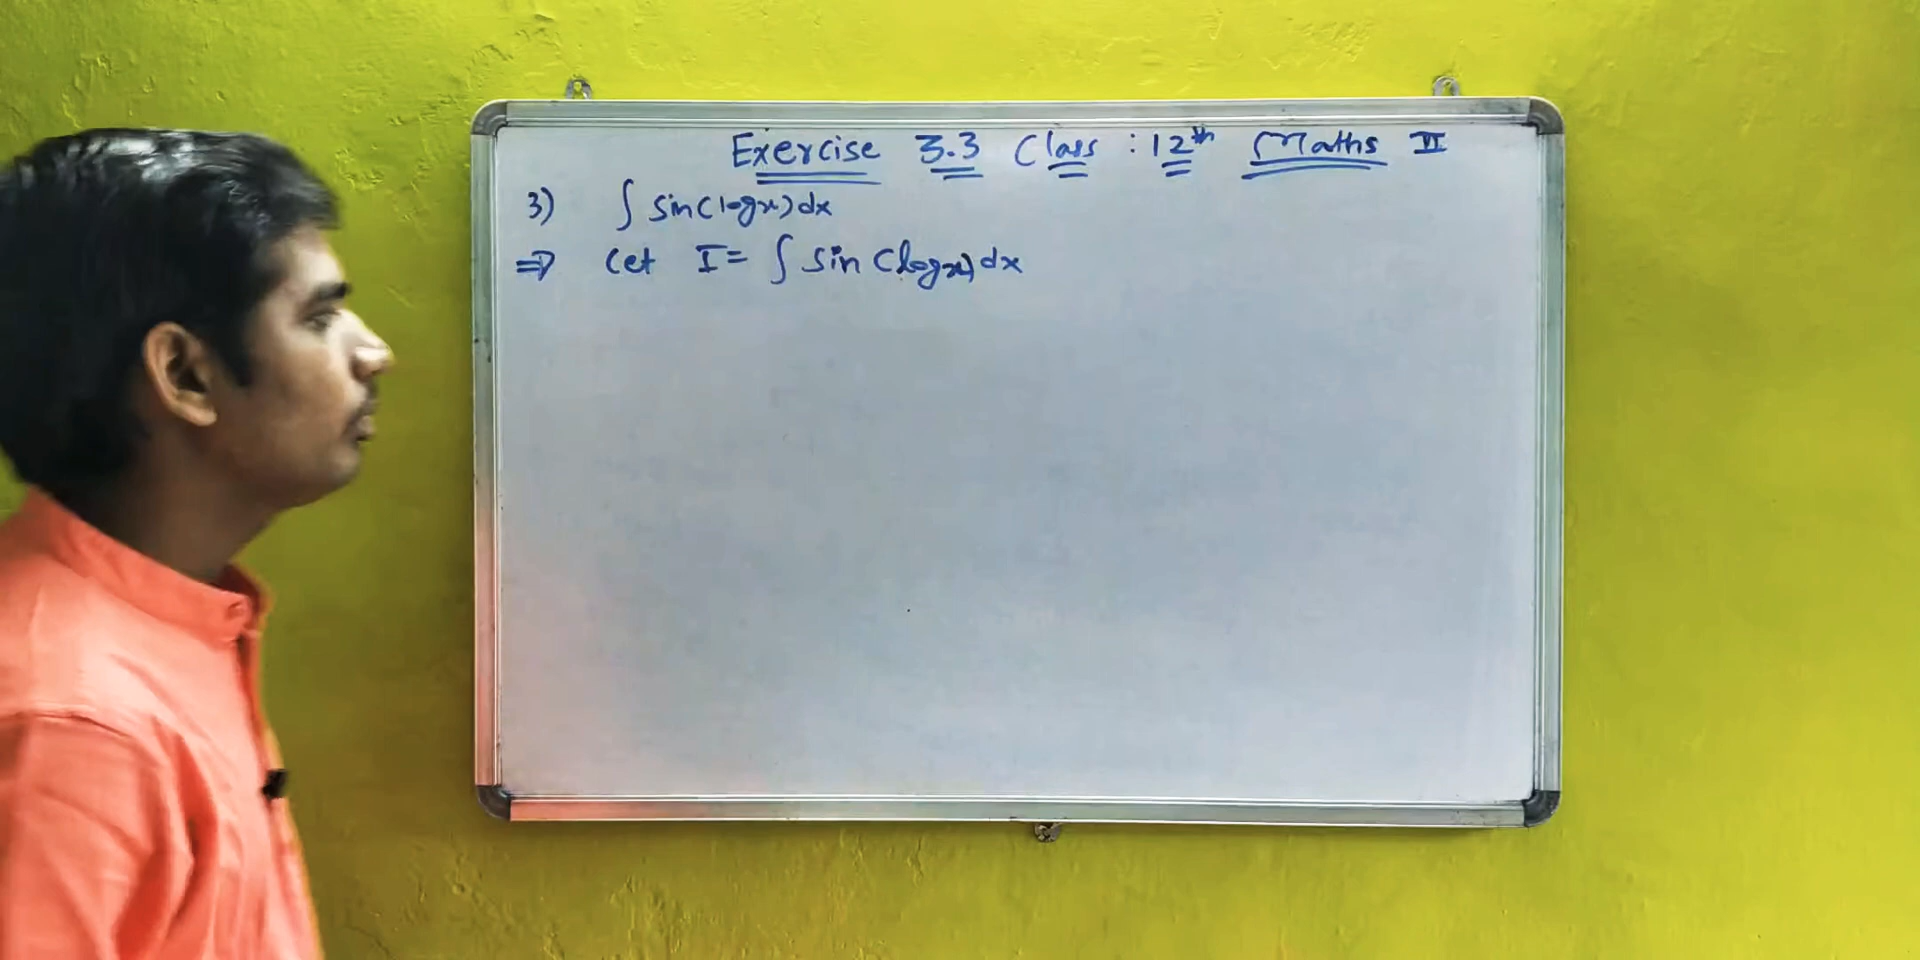 Exercise 3.3 Class : 12th Maths II
3) ∫ sin(logx)dx
⇒ Let I = ∫ sin (logx)dx